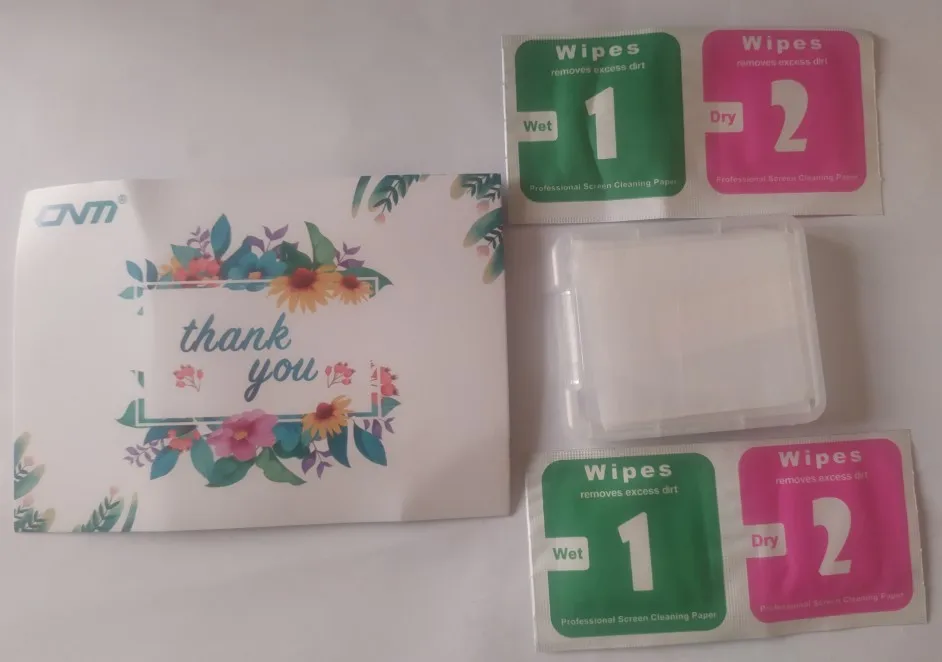 CNM®
thank
you
Wipes
removes excess dirt
1
Wet
Professional Screen Cleaning Paper
Wipes
removes excess dirt
2
Dry
Professional Screen Cleaning Paper
Wipes
removes excess dirt
1
Wet
Professional Screen Cleaning Paper
Wipes
removes excess dirt
2
Dry
Professional Screen Cleaning Paper